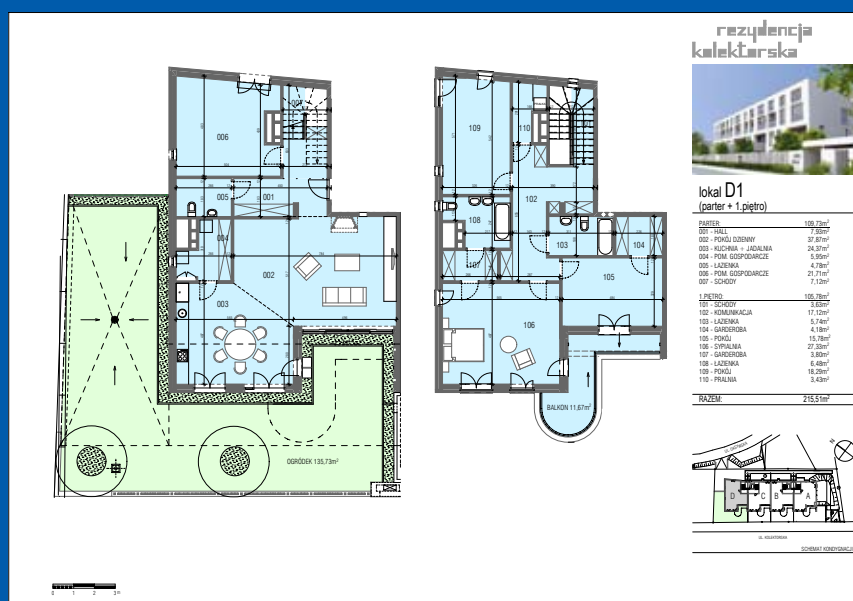 rezydencja
kolektorska
lokal D1
(parter + 1.piętro)
PARTER 109,73m²
001 - HALL 7,93m²
002 - POKÓJ DZIENNY 37,87m²
003 - KUCHNIA + JADALNIA 24,37m²
004 - POM. GOSPODARCZE 5,95m²
005 - ŁAZIENKA 4,78m²
006 - POM. GOSPODARCZE 21,71m²
007 - SCHODY 7,12m²
1.PIĘTRO: 105,78m²
101 - SCHODY 3,63m²
102 - KOMUNIKACJA 17,12m²
103 - ŁAZIENKA 5,74m²
104 - GARDEROBA 4,18m²
105 - POKÓJ 15,78m²
106 - SYPIALNIA 27,33m²
107 - GARDEROBA 3,80m²
108 - ŁAZIENKA 6,48m²
109 - POKÓJ 18,29m²
110 - PRALNIA 3,43m²
RAZEM: 215,51m²
006
007
005
001
004
002
003
OGRÓDEK 135,73m²
109
110
101
102
108
103
104
107
105
106
BALKON 11,67m²
N
D
C
B
A
UL. KOLEKTORSKA
SCHEMAT KONDYGNACJI
0 1 2 3m